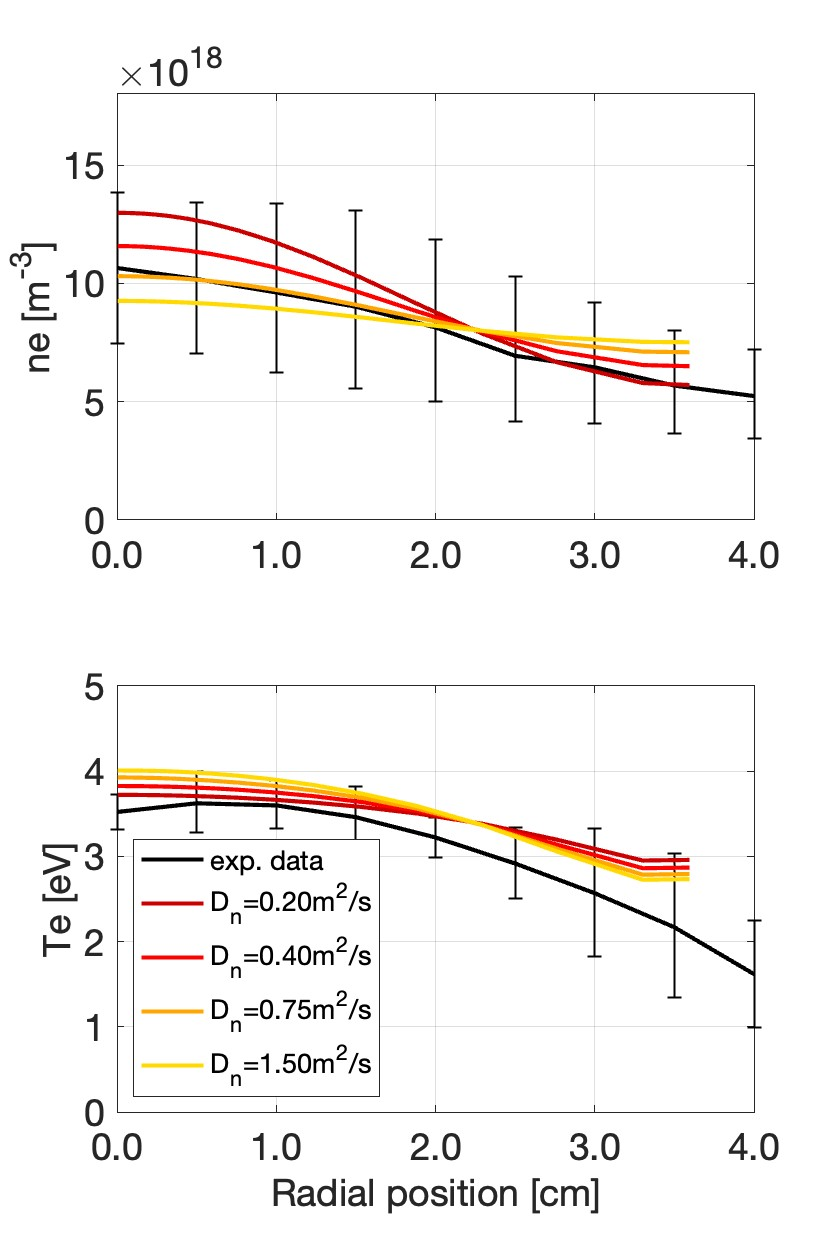 ×10^18
15
10
5
0
ne [m^-3]
0.0 1.0 2.0 3.0 4.0
5
4
3
2
1
0
Te [eV]
exp. data
D_n=0.20m^2/s
D_n=0.40m^2/s
D_n=0.75m^2/s
D_n=1.50m^2/s
0.0 1.0 2.0 3.0 4.0
Radial position [cm]